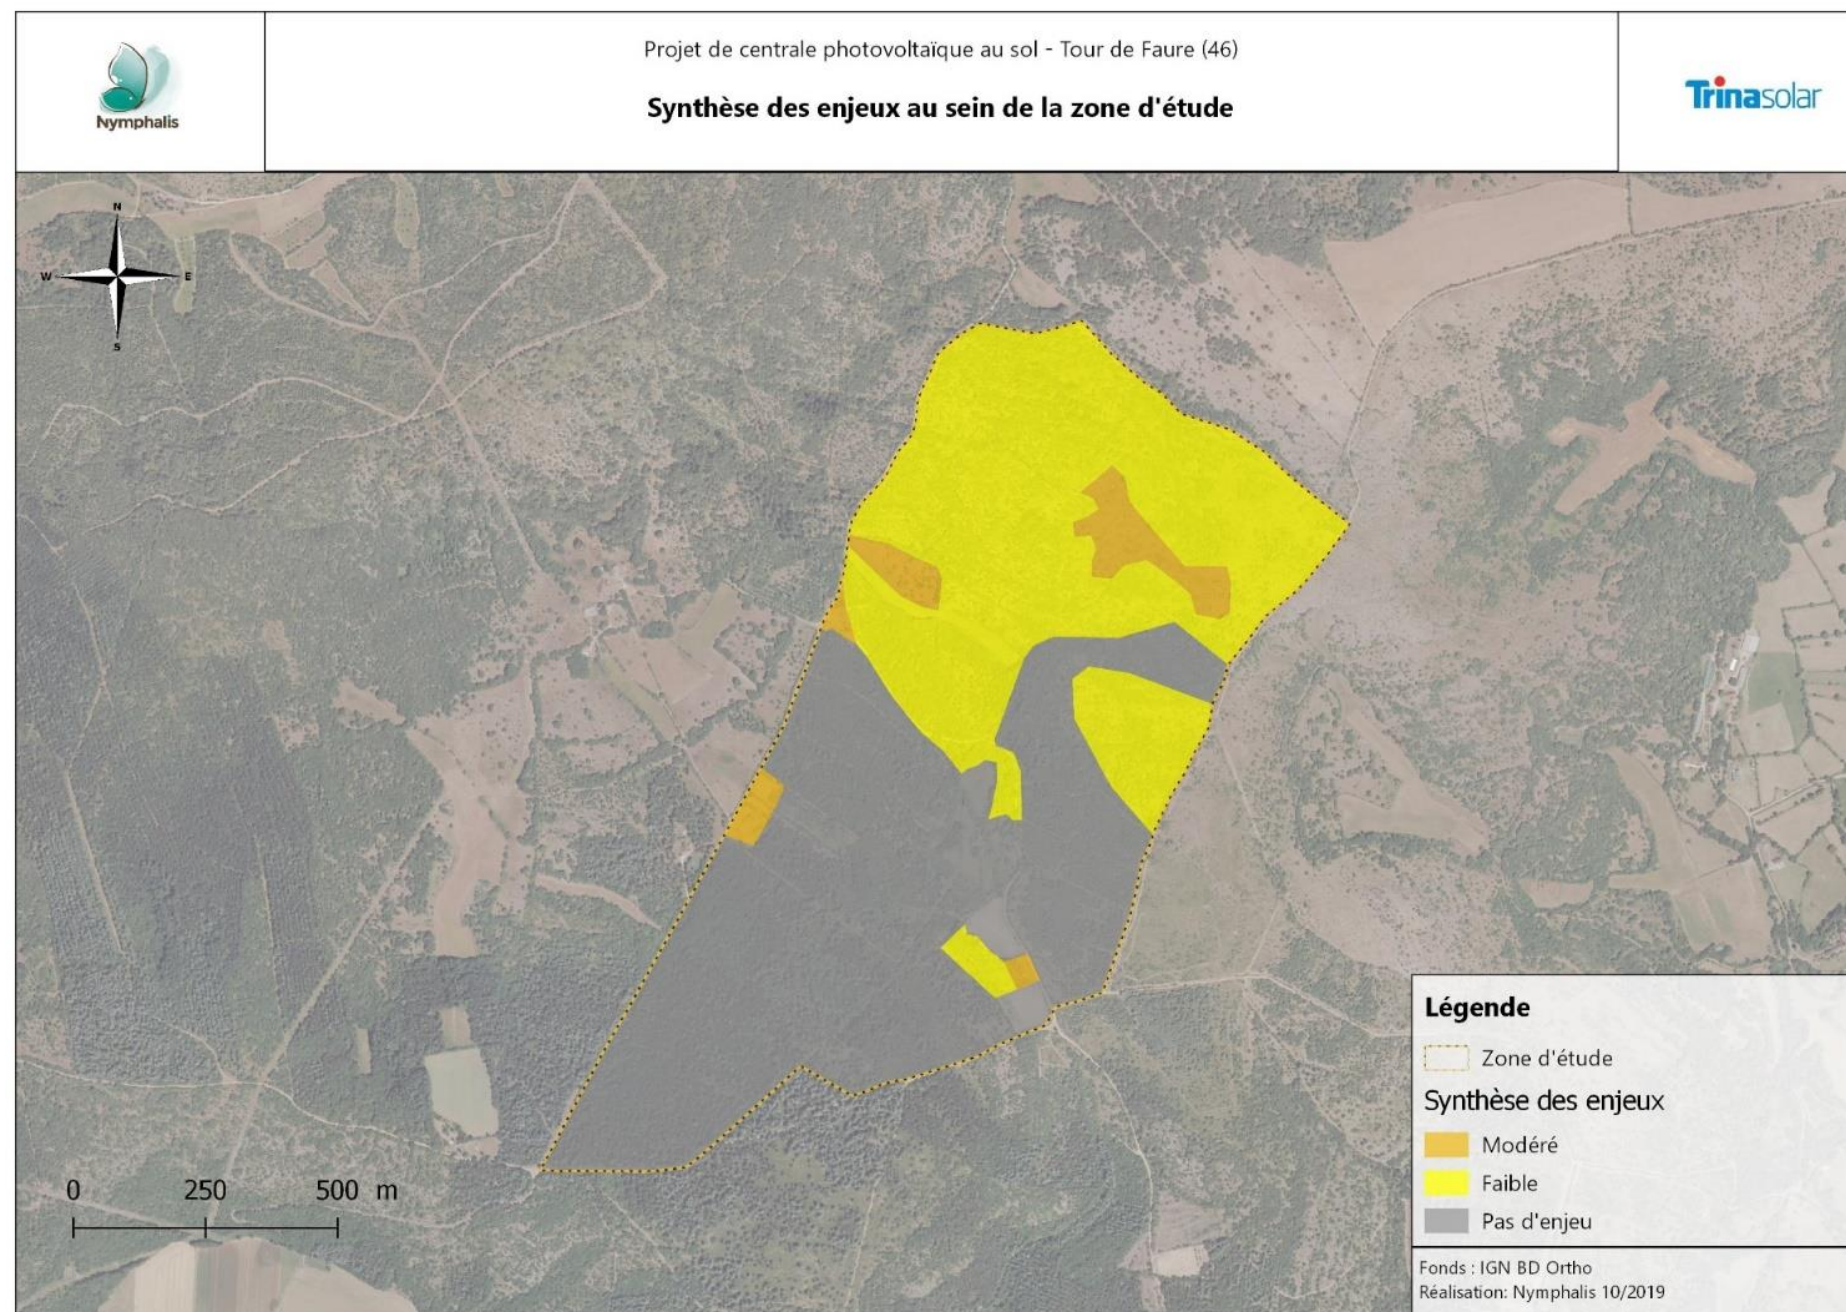 Nymphalis
Projet de centrale photovoltaïque au sol - Tour de Faure (46)
Synthèse des enjeux au sein de la zone d'étude
Trinasolar
N
W
E
S
0 250 500 m
Légende
Zone d'étude
Synthèse des enjeux
Modéré
Faible
Pas d'enjeu
Fonds : IGN BD Ortho
Réalisation: Nymphalis 10/2019